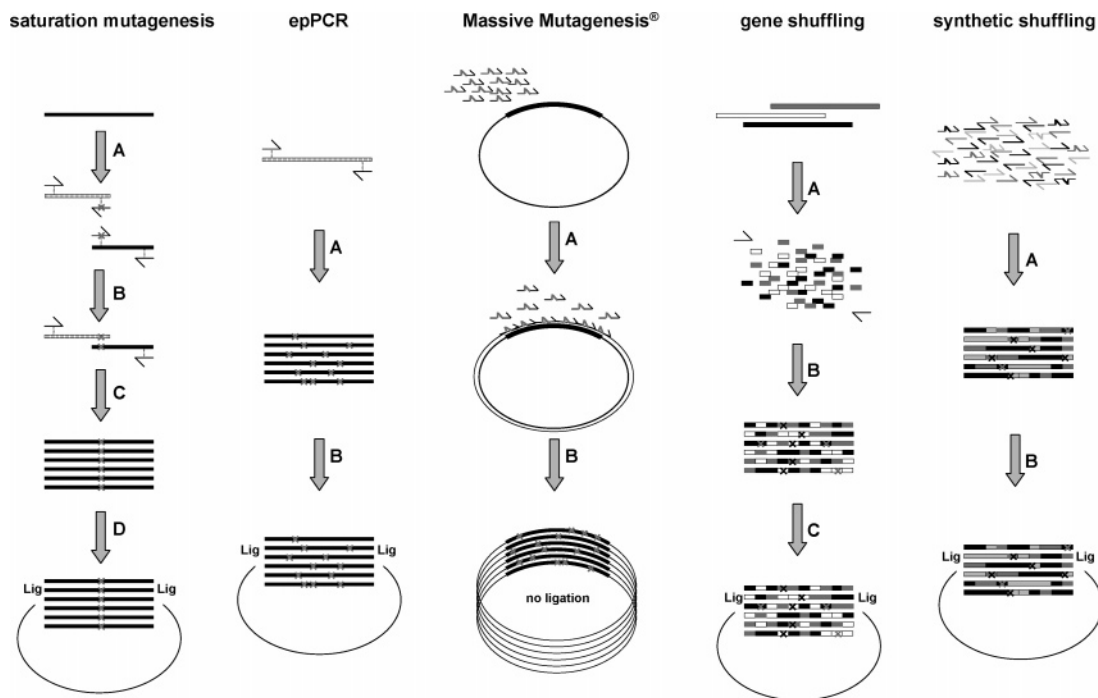 saturation mutagenesis
epPCR
Massive Mutagenesis®
gene shuffling
synthetic shuffling
A
B
C
D
Lig
Lig
A
B
Lig
Lig
A
B
no ligation
A
B
C
Lig
Lig
A
B
Lig
Lig